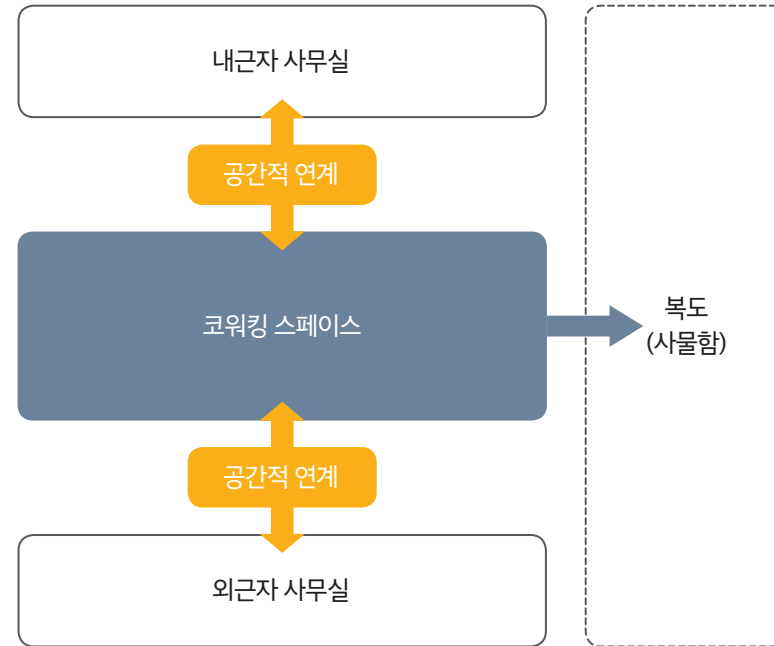 내근자 사무실
공간적 연계
코워킹 스페이스
복도
(사물함)
공간적 연계
외근자 사무실